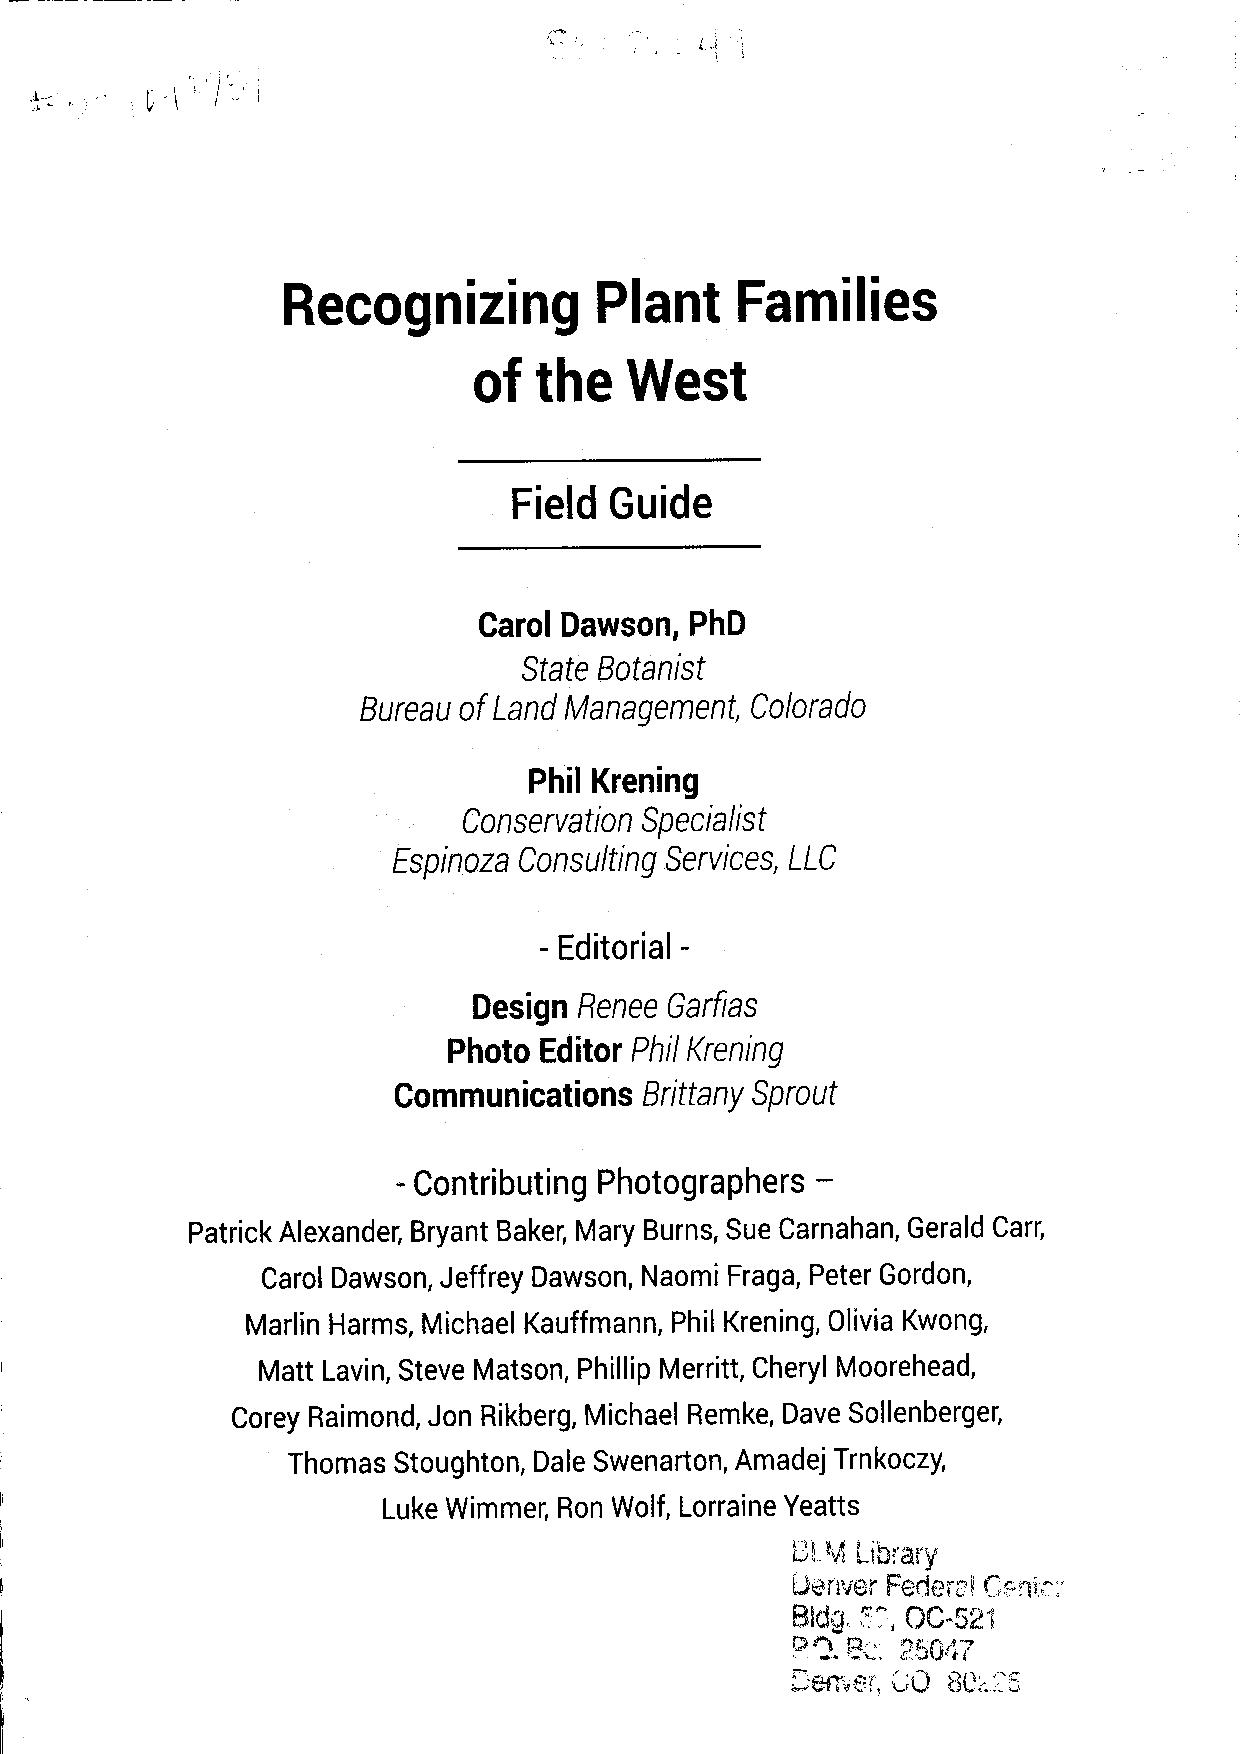 Recognizing Plant Families
of the West
Field Guide
Carol Dawson, PhD
State Botanist
Bureau of Land Management, Colorado
Phil Krening
Conservation Specialist
Espinoza Consulting Services, LLC
- Editorial -
Design Renee Garfias
Photo Editor Phil Krening
Communications Brittany Sprout
- Contributing Photographers –
Patrick Alexander, Bryant Baker, Mary Burns, Sue Carnahan, Gerald Carr,
Carol Dawson, Jeffrey Dawson, Naomi Fraga, Peter Gordon,
Marlin Harms, Michael Kauffmann, Phil Krening, Olivia Kwong,
Matt Lavin, Steve Matson, Phillip Merritt, Cheryl Moorehead,
Corey Raimond, Jon Rikberg, Michael Remke, Dave Sollenberger,
Thomas Stoughton, Dale Swenarton, Amadej Trnkoczy,
Luke Wimmer, Ron Wolf, Lorraine Yeatts
BLM Library
Denver Federal Center
Bldg. OC-521
P.O. Box 25047
Denver, CO